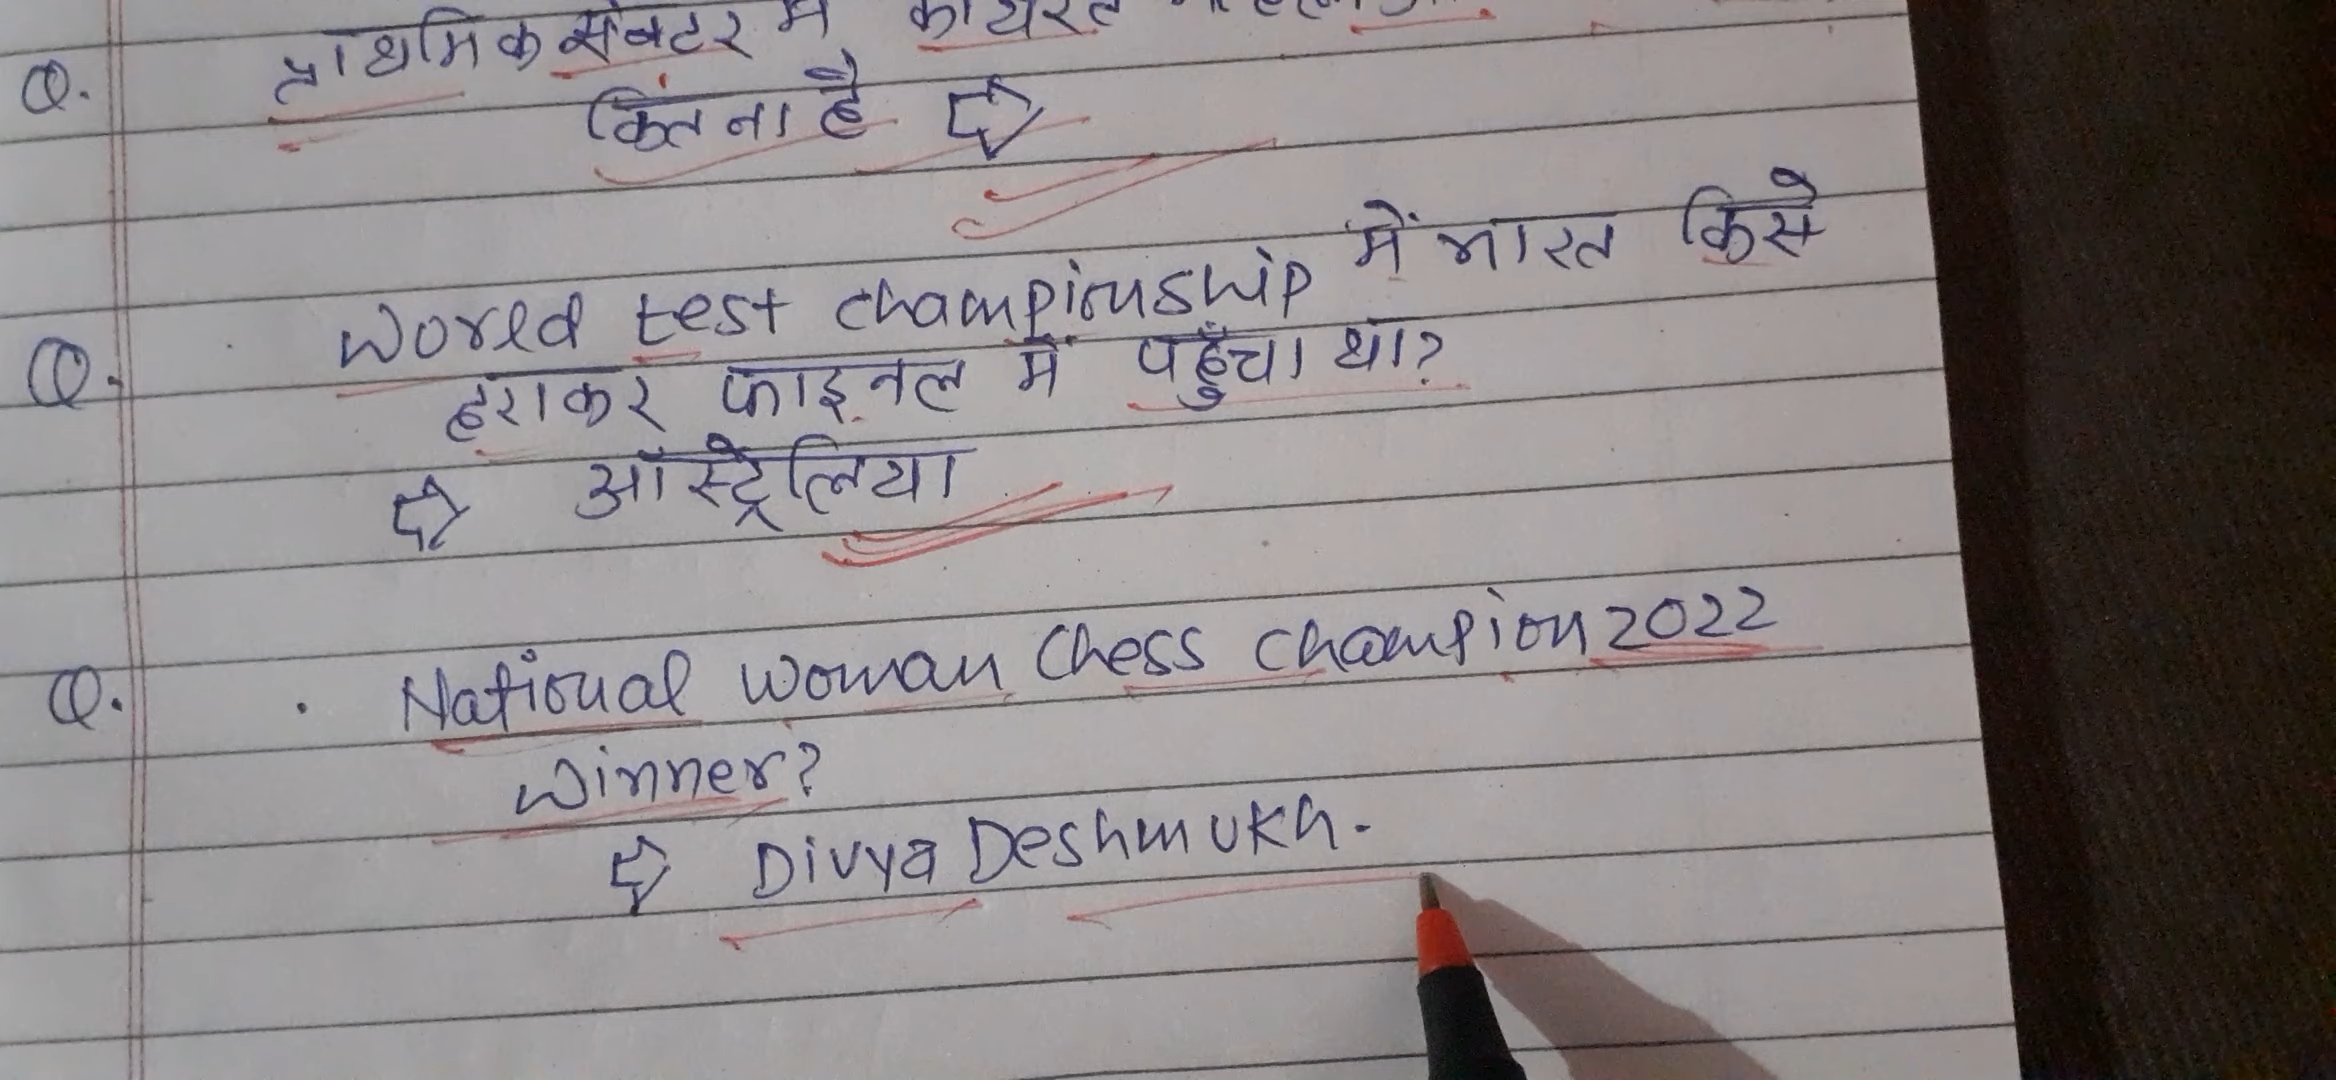 Q. प्राथमिक सेक्टर में कार्यरत
कितना है ⇨
Q. World test championship में भारत किसे
हराकर फाइनल में पहुँचा था?
⇨ ऑस्ट्रेलिया
Q. National woman Chess champion 2022
winner?
⇨ Divya Deshmukh.